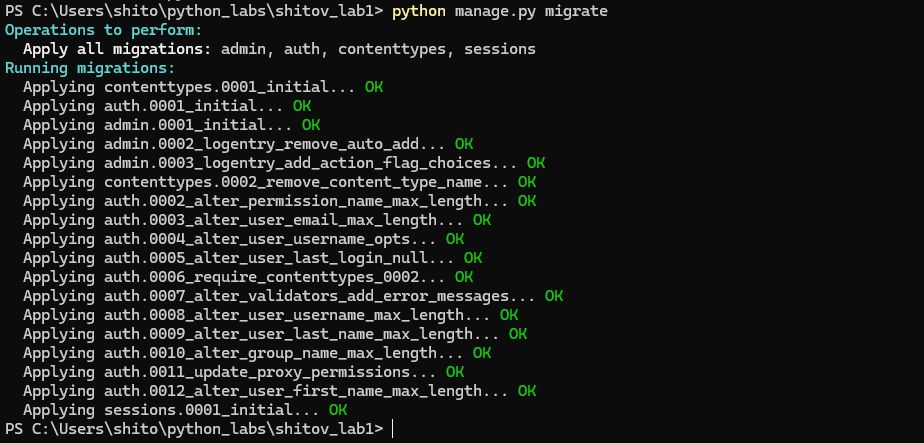 PS C:\Users\shito\python_labs\shitov_lab1> python manage.py migrate
Operations to perform:
  Apply all migrations: admin, auth, contenttypes, sessions
Running migrations:
  Applying contenttypes.0001_initial... OK
  Applying auth.0001_initial... OK
  Applying admin.0001_initial... OK
  Applying admin.0002_logentry_remove_auto_add... OK
  Applying admin.0003_logentry_add_action_flag_choices... OK
  Applying contenttypes.0002_remove_content_type_name... OK
  Applying auth.0002_alter_permission_name_max_length... OK
  Applying auth.0003_alter_user_email_max_length... OK
  Applying auth.0004_alter_user_username_opts... OK
  Applying auth.0005_alter_user_last_login_null... OK
  Applying auth.0006_require_contenttypes_0002... OK
  Applying auth.0007_alter_validators_add_error_messages... OK
  Applying auth.0008_alter_user_username_max_length... OK
  Applying auth.0009_alter_user_last_name_max_length... OK
  Applying auth.0010_alter_group_name_max_length... OK
  Applying auth.0011_update_proxy_permissions... OK
  Applying auth.0012_alter_user_first_name_max_length... OK
  Applying sessions.0001_initial... OK
PS C:\Users\shito\python_labs\shitov_lab1>